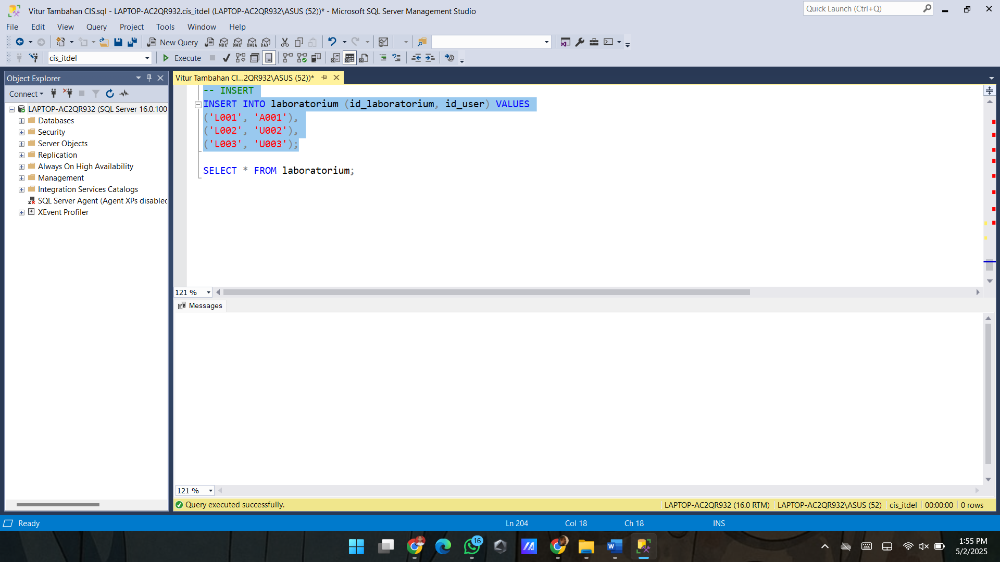 Vitur Tambahan CIS.sql - LAPTOP-AC2QR932.cis_itdel (LAPTOP-AC2QR932\ASUS (52))* - Microsoft SQL Server Management Studio
Quick Launch (Ctrl+Q)
File Edit View Query Project Tools Window Help
New Query
MDX DMX XMLA DAX
cis_itdel
Execute
Object Explorer
Vitur Tambahan CI...2QR932\ASUS (52))*
Connect
LAPTOP-AC2QR932 (SQL Server 16.0.100
Databases
Security
Server Objects
Replication
Always On High Availability
Management
Integration Services Catalogs
SQL Server Agent (Agent XPs disabled
XEvent Profiler
-- INSERT
INSERT INTO laboratorium (id_laboratorium, id_user) VALUES
('L001', 'A001'),
('L002', 'U002'),
('L003', 'U003');
SELECT * FROM laboratorium;
121 %
Messages
121 %
Query executed successfully.
LAPTOP-AC2QR932 (16.0 RTM)
LAPTOP-AC2QR932\ASUS (52)
cis_itdel
00:00:00
0 rows
Ready
Ln 204
Col 18
Ch 18
INS
16
1:55 PM
5/2/2025